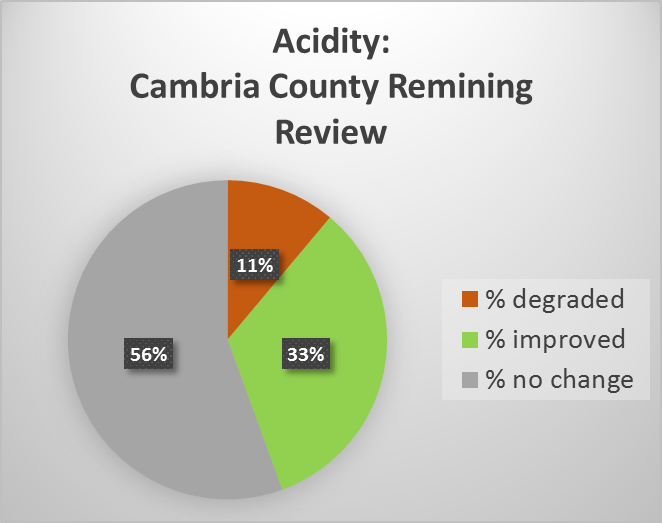 Acidity:
Cambria County Remining
Review
11%
33%
56%
% degraded
% improved
% no change